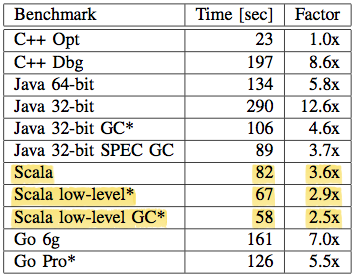 Benchmark Time [sec] Factor
C++ Opt 23 1.0x
C++ Dbg 197 8.6x
Java 64-bit 134 5.8x
Java 32-bit 290 12.6x
Java 32-bit GC* 106 4.6x
Java 32-bit SPEC GC 89 3.7x
Scala 82 3.6x
Scala low-level* 67 2.9x
Scala low-level GC* 58 2.5x
Go 6g 161 7.0x
Go Pro* 126 5.5x